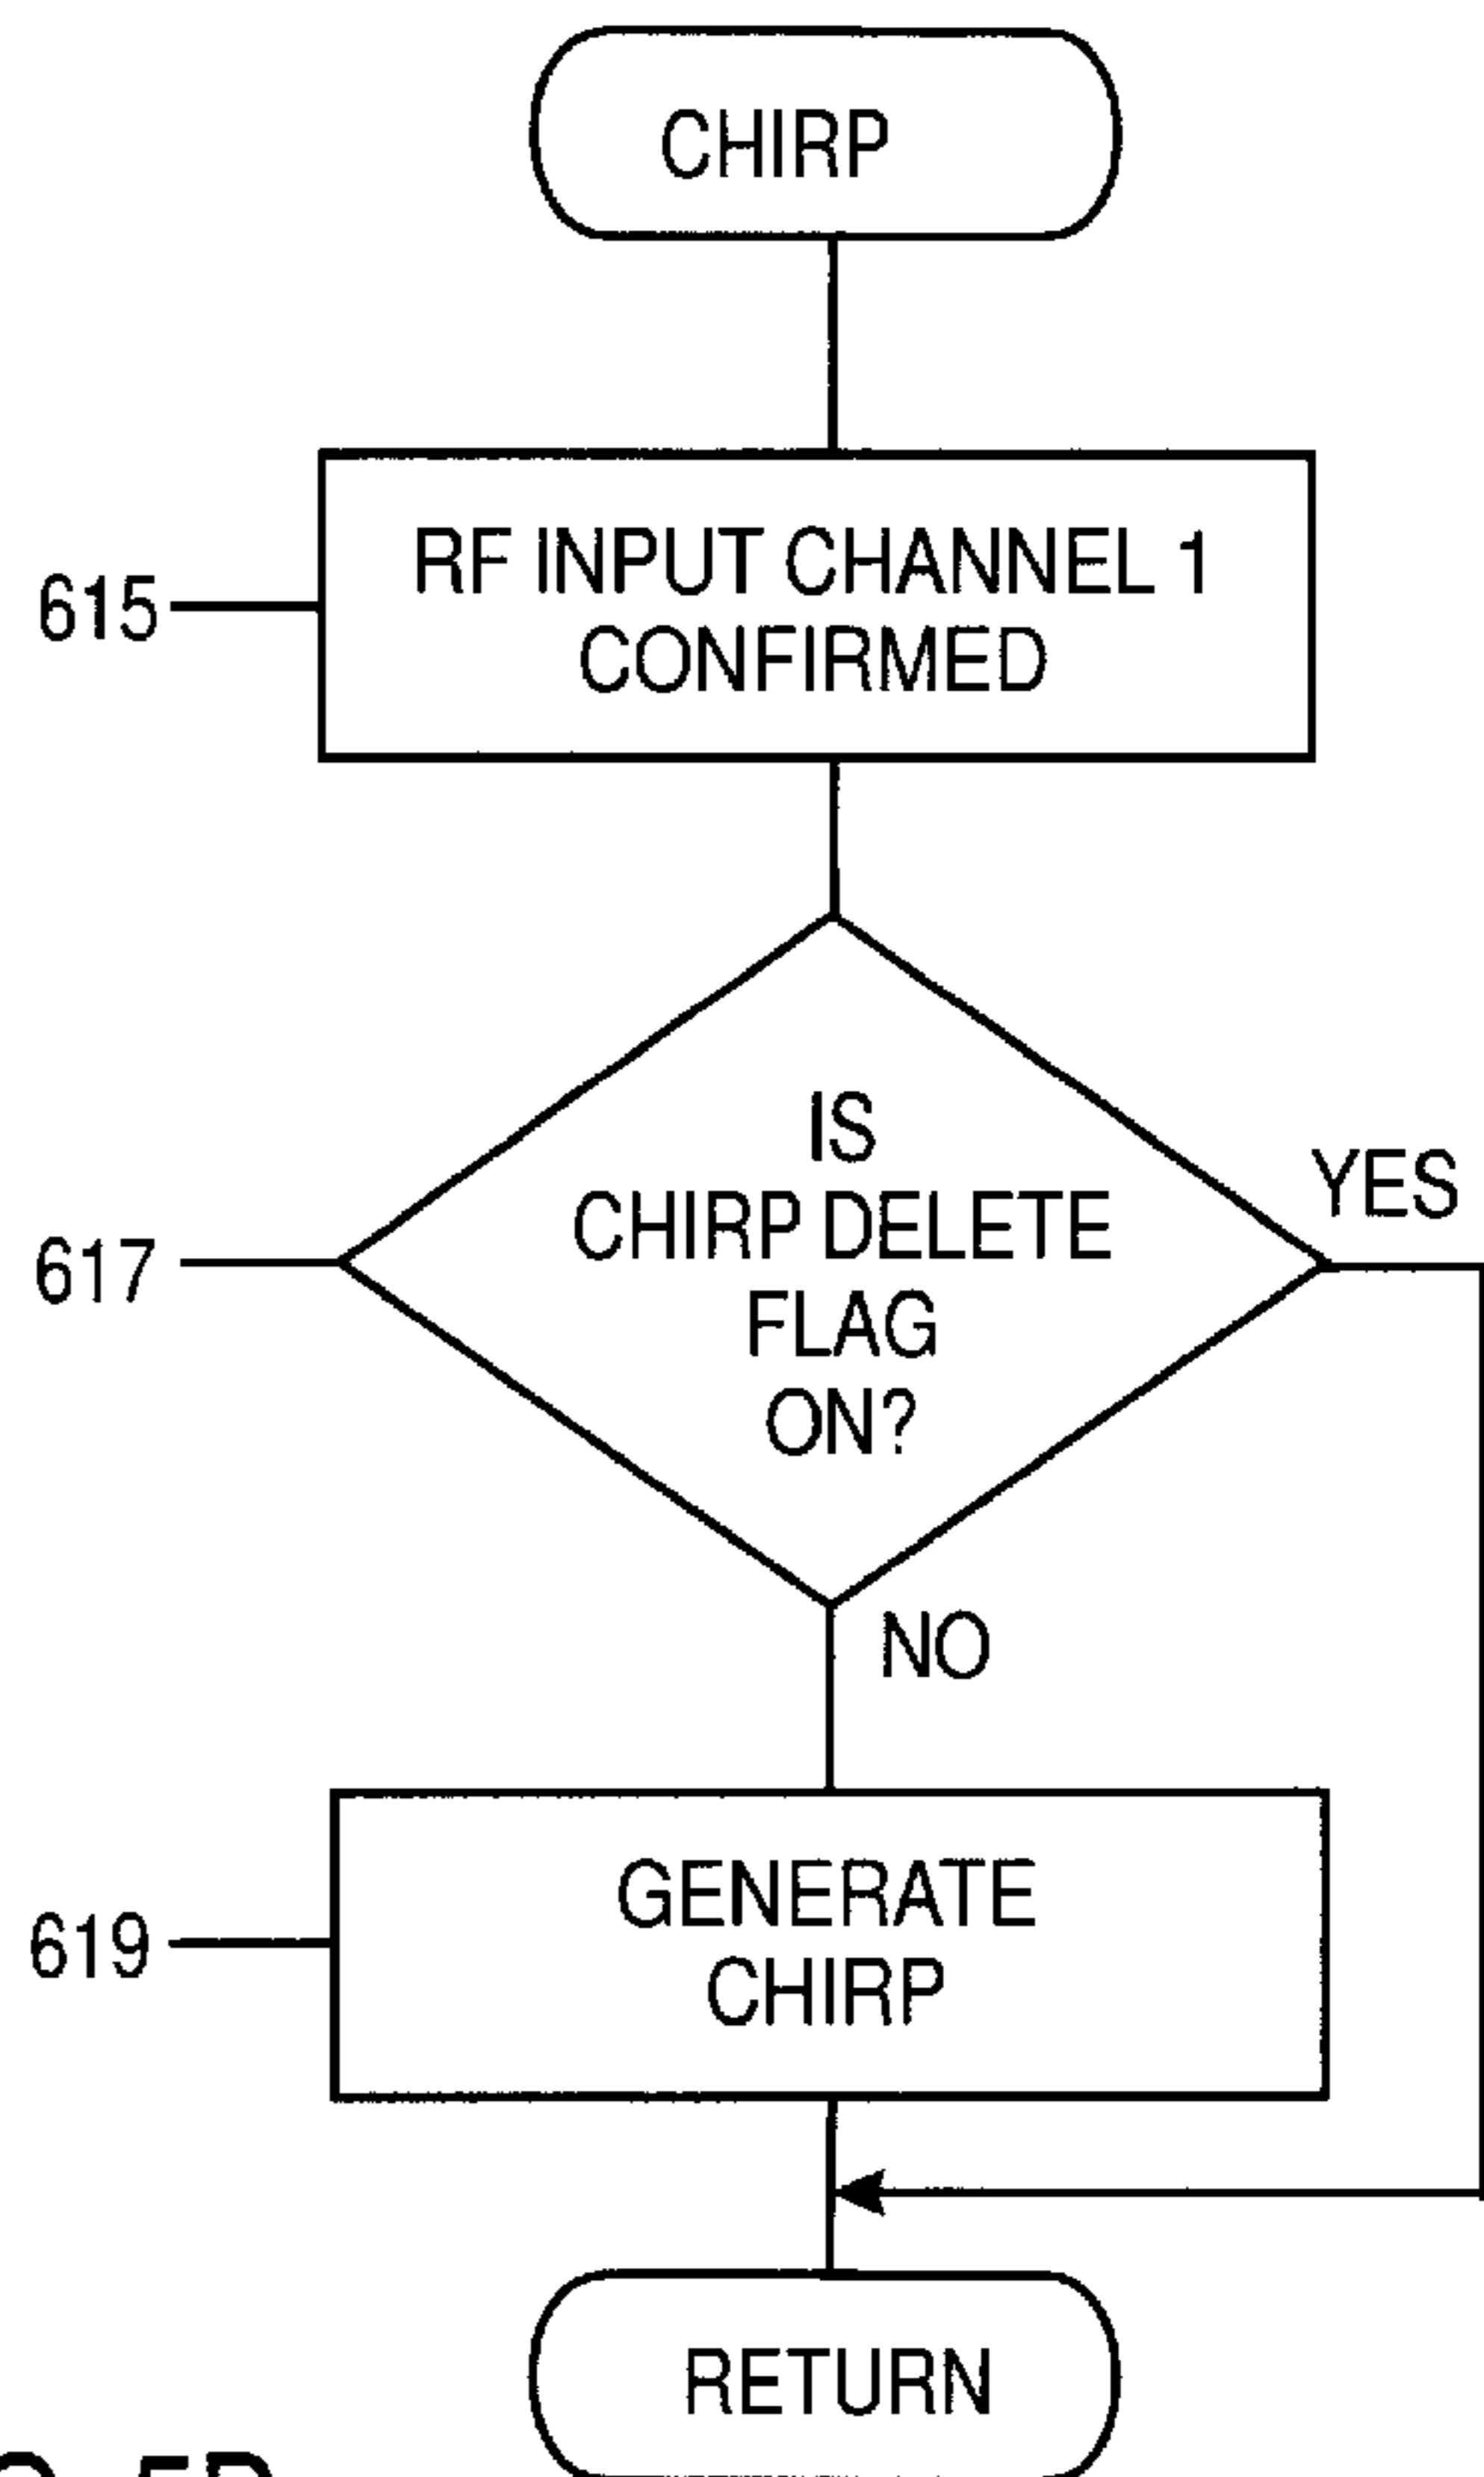 CHIRP
615
RF INPUT CHANNEL 1
CONFIRMED
617
IS
CHIRP DELETE
FLAG
ON?
YES
NO
619
GENERATE
CHIRP
RETURN